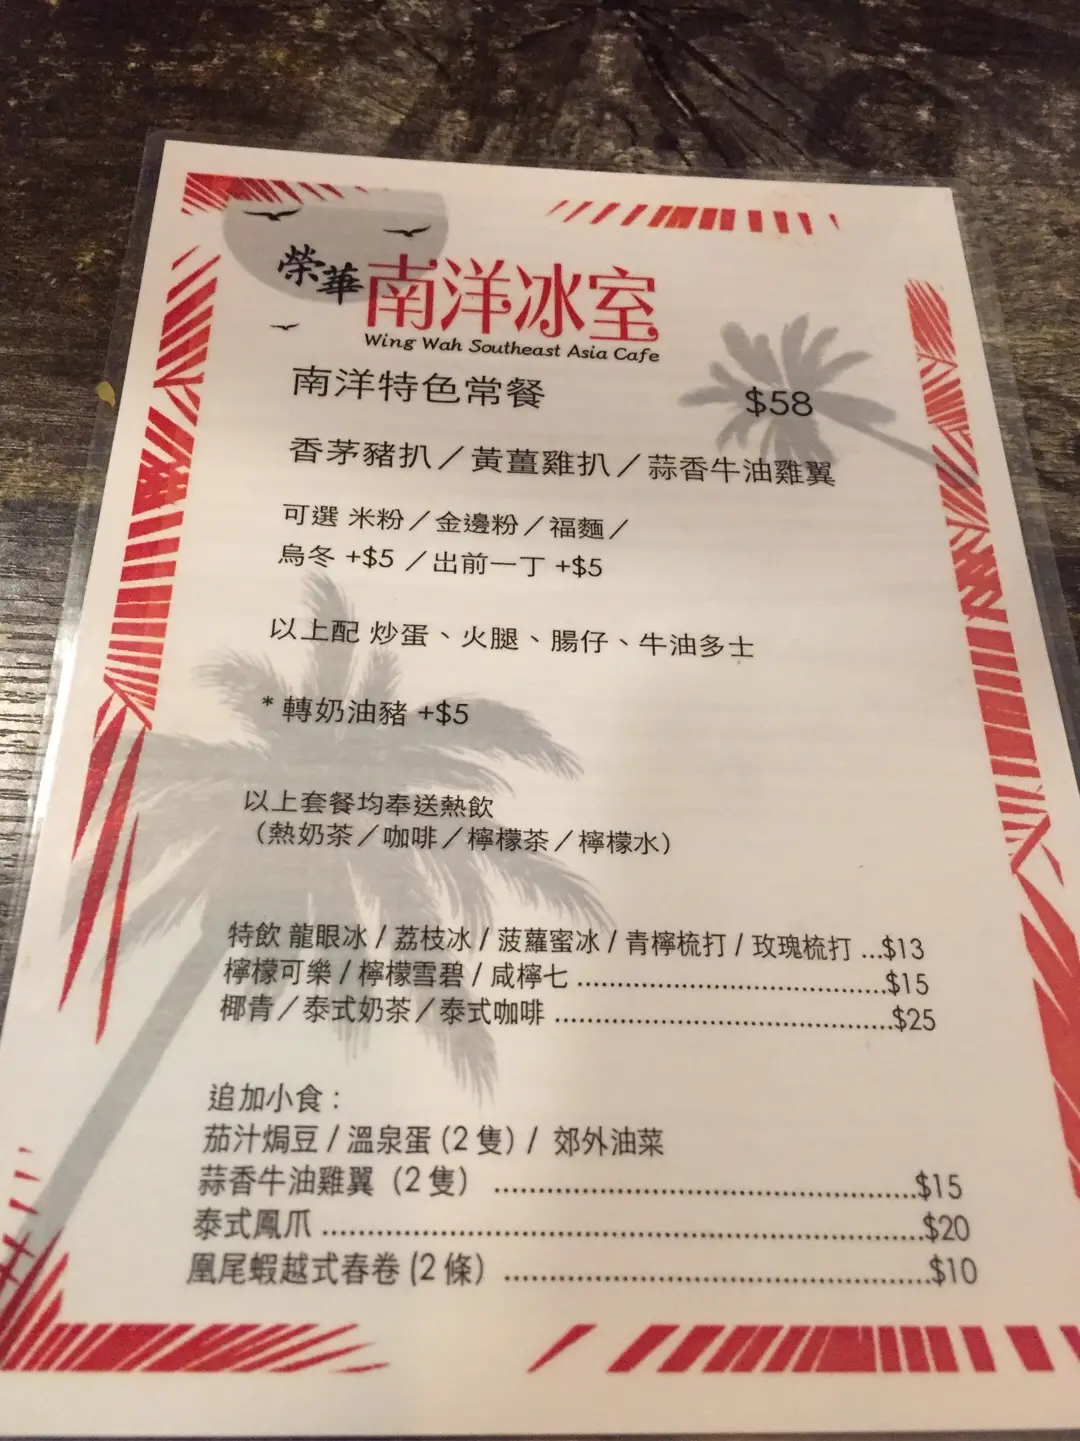 榮華 南洋冰室
Wing Wah Southeast Asia Cafe
南洋特色常餐 $58
香茅豬扒／黃薑雞扒／蒜香牛油雞翼
可選 米粉／金邊粉／福麵／
烏冬 +$5 ／出前一丁 +$5
以上配 炒蛋、火腿、腸仔、牛油多士
* 轉奶油豬 +$5
以上套餐均奉送熱飲
（熱奶茶／咖啡／檸檬茶／檸檬水）
特飲 龍眼冰 / 荔枝冰 / 菠蘿蜜冰 / 青檸梳打 / 玫瑰梳打 ...$13
檸檬可樂 / 檸檬雪碧 / 咸檸七 ..........................................$15
椰青／泰式奶茶／泰式咖啡 .............................................$25
追加小食：
茄汁焗豆 / 溫泉蛋 (2 隻) / 郊外油菜
蒜香牛油雞翼（2 隻） ........................................................$15
泰式鳳爪 ................................................................................$20
凰尾蝦越式春卷 (2 條） .........................................................$10